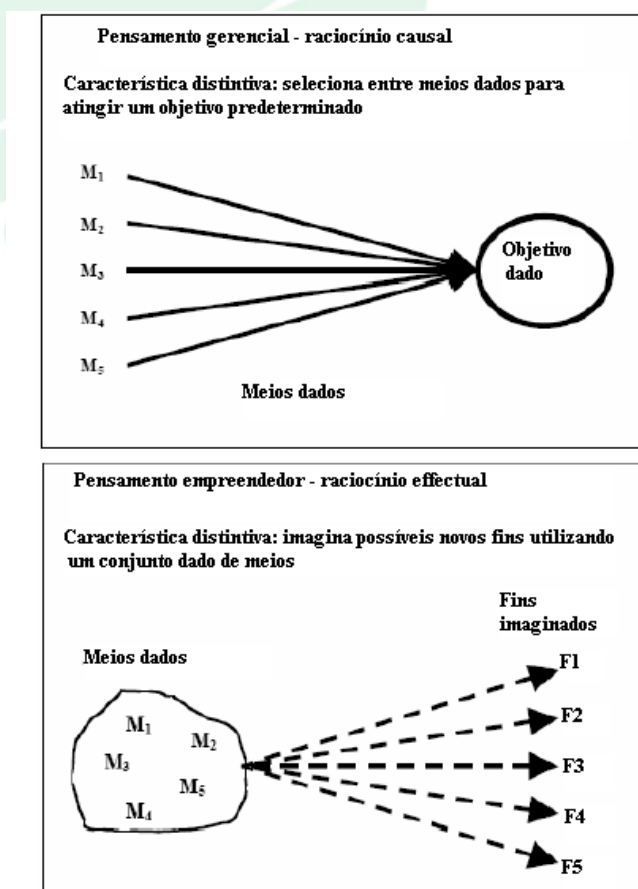 Pensamento gerencial - raciocínio causal
Característica distintiva: seleciona entre meios dados para
atingir um objetivo predeterminado
M₁
M₂
M₃
M₄
M₅
Objetivo
dado
Meios dados
Pensamento empreendedor - raciocínio effectual
Característica distintiva: imagina possíveis novos fins utilizando
um conjunto dado de meios
Fins
imaginados
Meios dados
M₁
M₂
M₃
M₅
M₄
F1
F2
F3
F4
F5